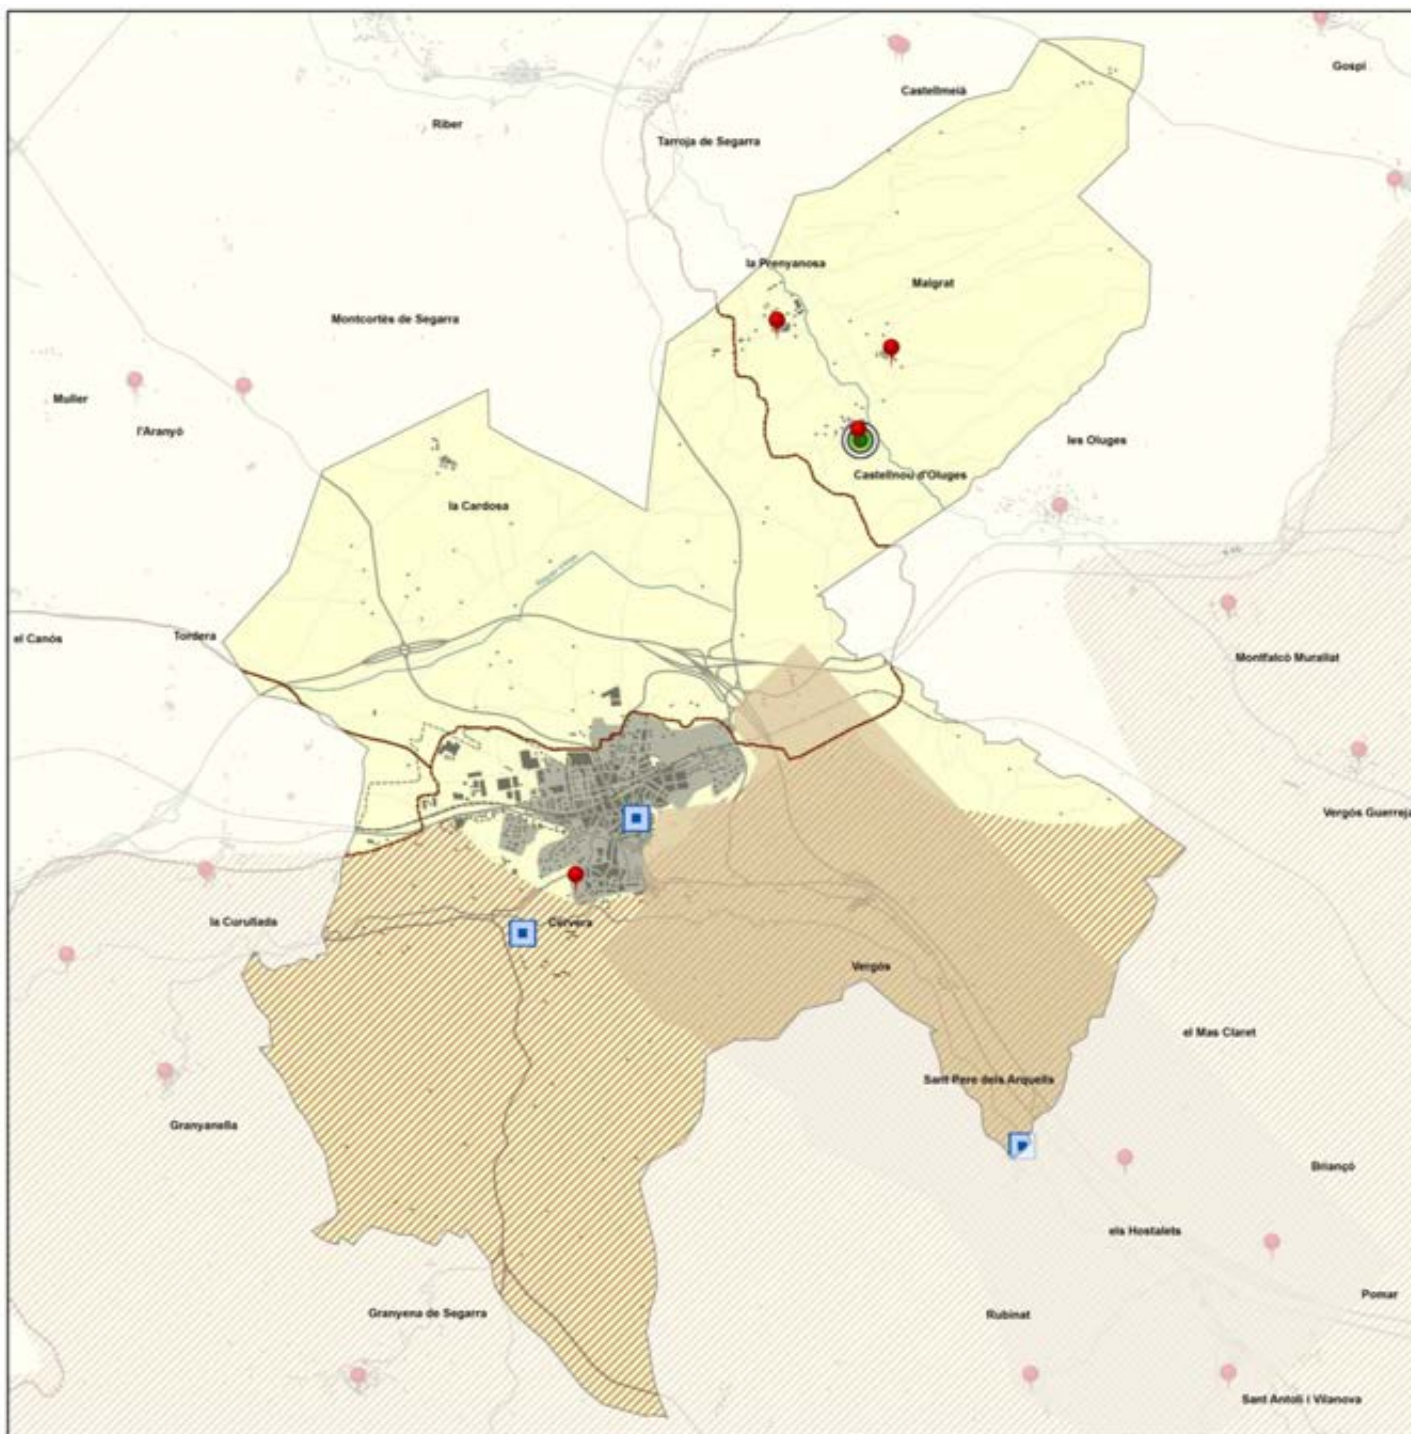 Gospi
Castellmeià
Riber
Tarroja de Segarra
la Prenyanosa
Malgrat
Montcortès de Segarra
Muller
l'Aranyó
les Oluges
Castellnou d'Oluges
la Cardosa
el Canós
Tordera
Montfalcó Murallat
Vergós Guerreja
la Curullada
Cervera
Vergós
el Mas Claret
Sant Pere dels Arquells
Granyanella
Briançó
els Hostalets
Pomar
Granyena de Segarra
Rubinat
Sant Antolí i Vilanova